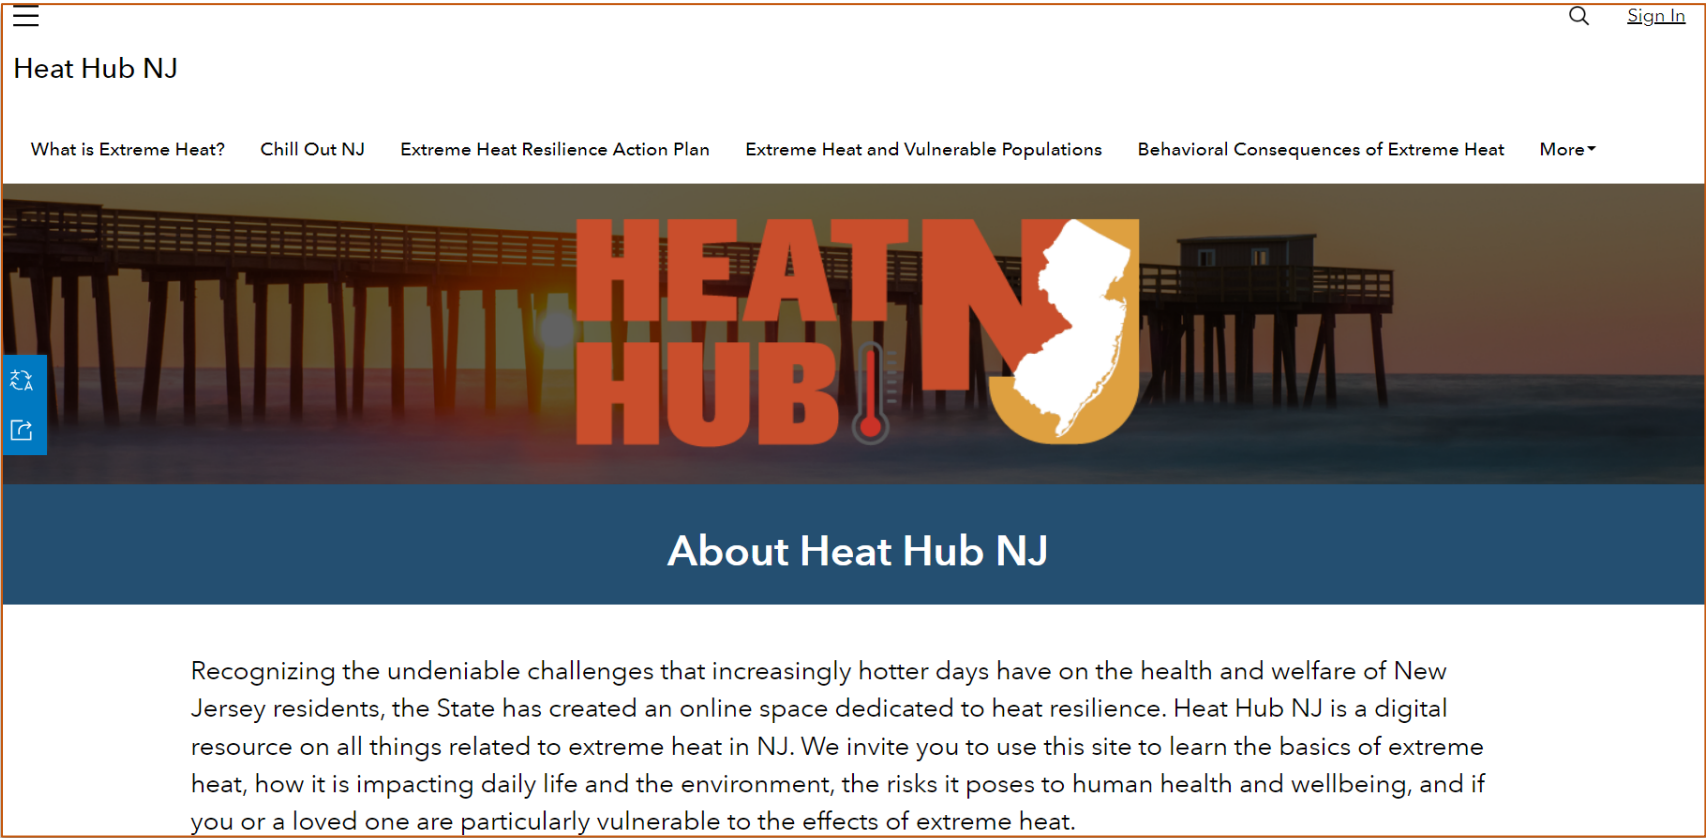 Sign In
Heat Hub NJ
What is Extreme Heat? Chill Out NJ Extreme Heat Resilience Action Plan Extreme Heat and Vulnerable Populations Behavioral Consequences of Extreme Heat More
HEAT NJ
HUB
About Heat Hub NJ
Recognizing the undeniable challenges that increasingly hotter days have on the health and welfare of New
Jersey residents, the State has created an online space dedicated to heat resilience. Heat Hub NJ is a digital
resource on all things related to extreme heat in NJ. We invite you to use this site to learn the basics of extreme
heat, how it is impacting daily life and the environment, the risks it poses to human health and wellbeing, and if
you or a loved one are particularly vulnerable to the effects of extreme heat.